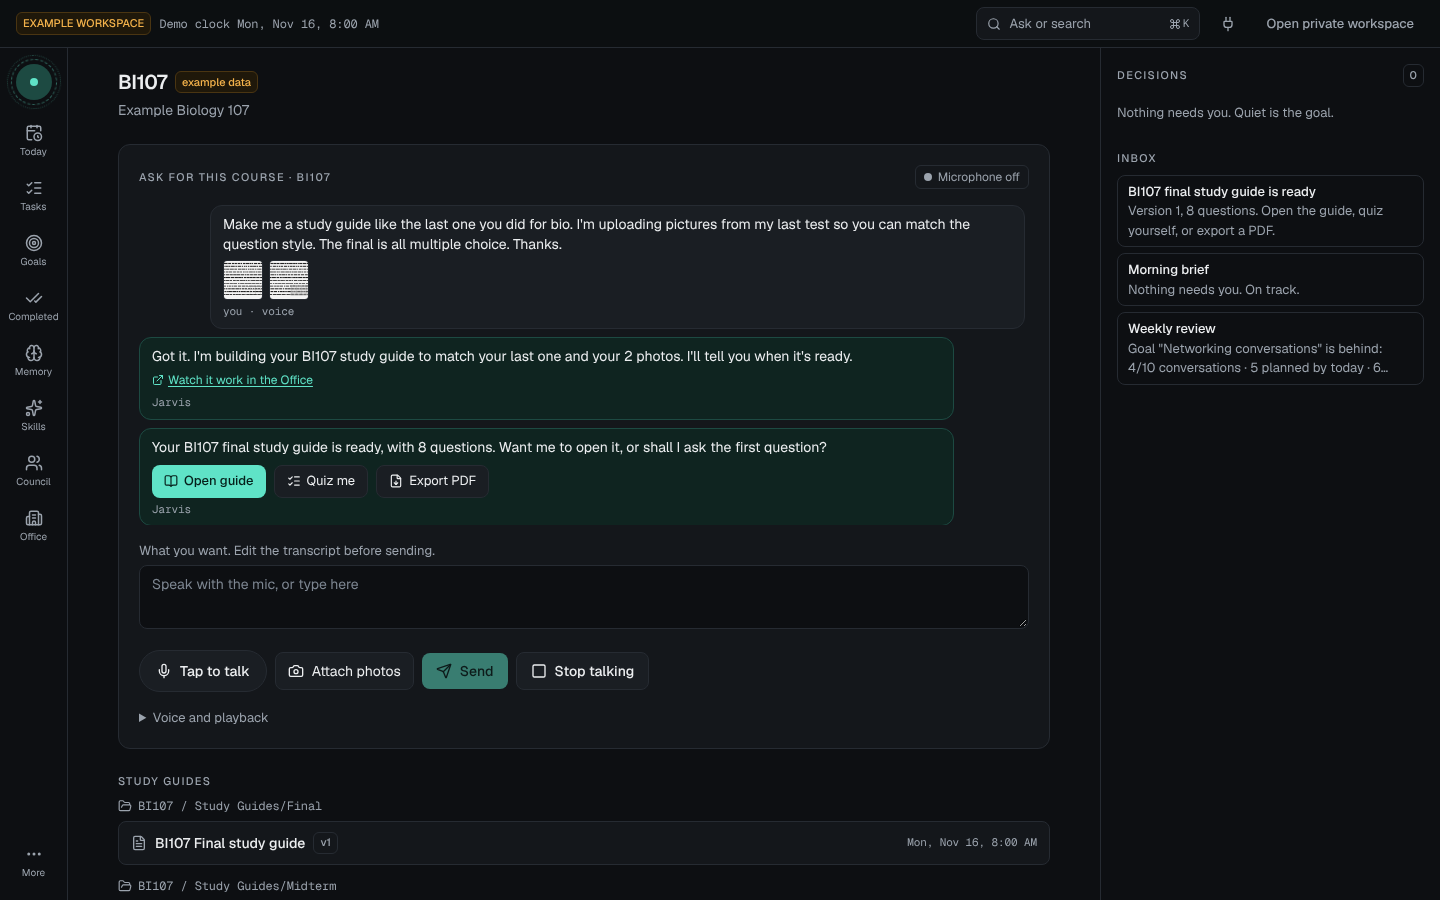 EXAMPLE WORKSPACE Demo clock Mon, Nov 16, 8:00 AM
Ask or search ⌘K
Open private workspace
Today
Tasks
Goals
Completed
Memory
Skills
Council
Office
More
BI107 example data
Example Biology 107
ASK FOR THIS COURSE · BI107
Microphone off
Make me a study guide like the last one you did for bio. I'm uploading pictures from my last test so you can match the
question style. The final is all multiple choice. Thanks.
you · voice
Got it. I'm building your BI107 study guide to match your last one and your 2 photos. I'll tell you when it's ready.
Watch it work in the Office
Jarvis
Your BI107 final study guide is ready, with 8 questions. Want me to open it, or shall I ask the first question?
Open guide Quiz me Export PDF
Jarvis
What you want. Edit the transcript before sending.
Speak with the mic, or type here
Tap to talk Attach photos Send Stop talking
Voice and playback
STUDY GUIDES
BI107 / Study Guides/Final
BI107 Final study guide v1 Mon, Nov 16, 8:00 AM
BI107 / Study Guides/Midterm
DECISIONS 0
Nothing needs you. Quiet is the goal.
INBOX
BI107 final study guide is ready
Version 1, 8 questions. Open the guide, quiz
yourself, or export a PDF.
Morning brief
Nothing needs you. On track.
Weekly review
Goal "Networking conversations" is behind:
4/10 conversations · 5 planned by today · 6…